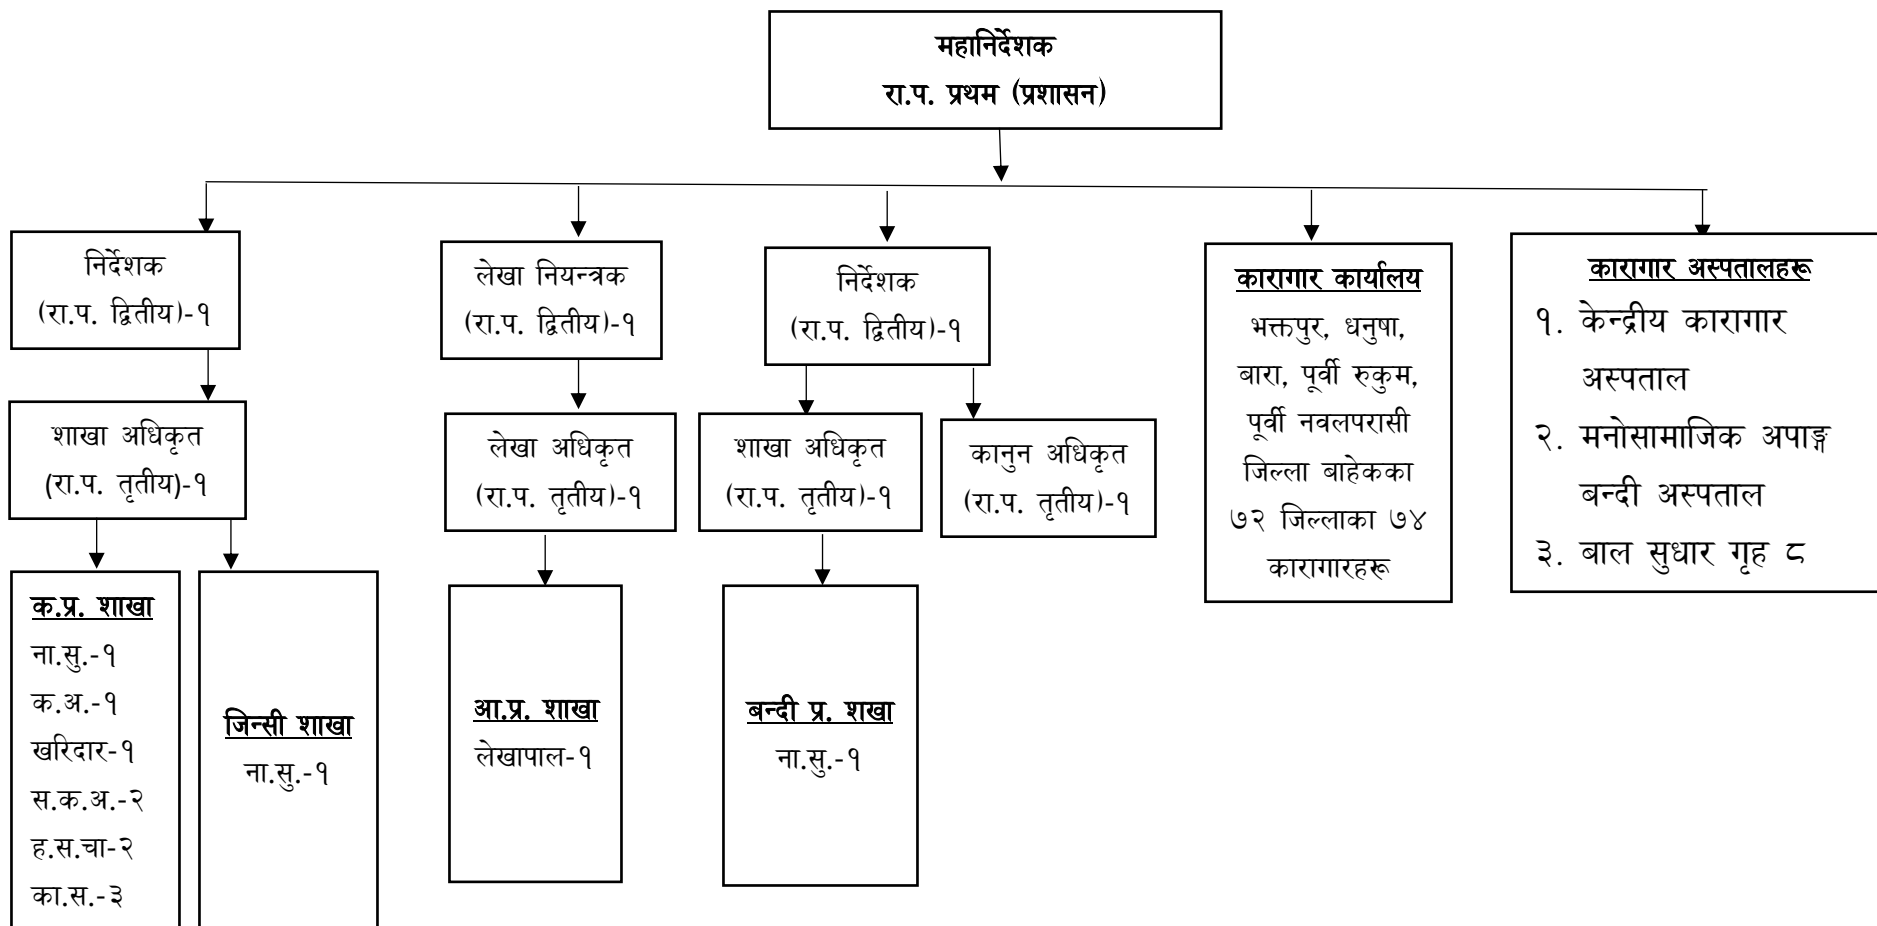 महानिर्देशक
रा.प. प्रथम (प्रशासन)
निर्देशक
(रा.प. द्वितीय)-१
लेखा नियन्त्रक
(रा.प. द्वितीय)-१
निर्देशक
(रा.प. द्वितीय)-१
कारागार कार्यालय
भक्तपुर, धनुषा,
बारा, पूर्वी रुकुम,
पूर्वी नवलपरासी
जिल्ला बाहेकका
७२ जिल्लाका ७४
कारागारहरू
कारागार अस्पतालहरू
१. केन्द्रीय कारागार
अस्पताल
२. मनोसामाजिक अपाङ्ग
बन्दी अस्पताल
३. बाल सुधार गृह ८
शाखा अधिकृत
(रा.प. तृतीय)-१
लेखा अधिकृत
(रा.प. तृतीय)-१
शाखा अधिकृत
(रा.प. तृतीय)-१
कानुन अधिकृत
(रा.प. तृतीय)-१
क.प्र. शाखा
ना.सु.-१
क.अ.-१
खरिदार-१
स.क.अ.-२
ह.स.चा-२
का.स.-३
जिन्सी शाखा
ना.सु.-१
आ.प्र. शाखा
लेखापाल-१
बन्दी प्र. शखा
ना.सु.-१